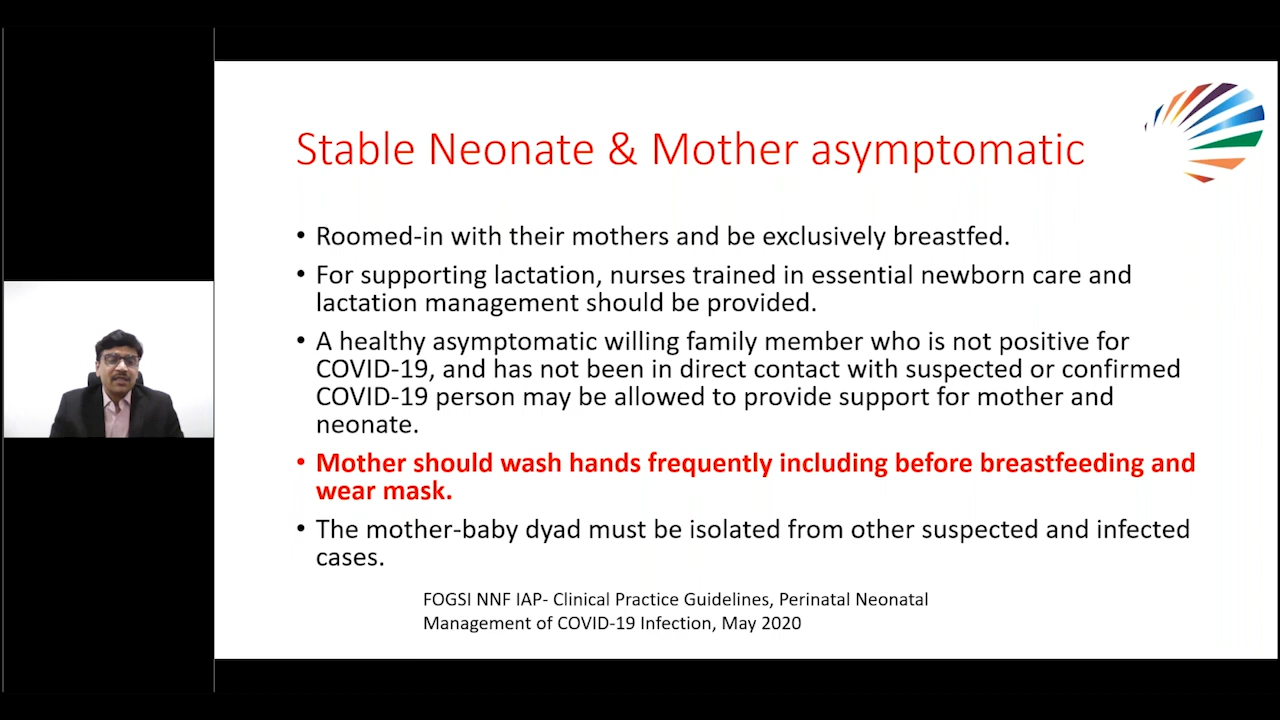 Stable Neonate & Mother asymptomatic
• Roomed-in with their mothers and be exclusively breastfed.
• For supporting lactation, nurses trained in essential newborn care and
lactation management should be provided.
• A healthy asymptomatic willing family member who is not positive for
COVID-19, and has not been in direct contact with suspected or confirmed
COVID-19 person may be allowed to provide support for mother and
neonate.
• Mother should wash hands frequently including before breastfeeding and
wear mask.
• The mother-baby dyad must be isolated from other suspected and infected
cases.
FOGSI NNF IAP- Clinical Practice Guidelines, Perinatal Neonatal
Management of COVID-19 Infection, May 2020